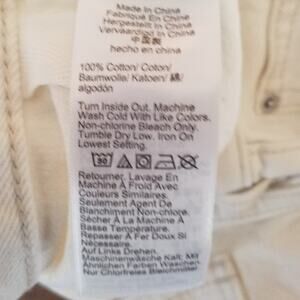 Made In China
Fabriqué En Chine
Hergestellt In China
Vervaardigd In China
中国製
hecho en china
100% Cotton/ Coton/
Baumwolle/ Katoen/ 綿/
algodón
Turn Inside Out. Machine
Wash Cold With Like Colors.
Non-chlorine Bleach Only.
Tumble Dry Low. Iron On
Lowest Setting.
Retourner. Lavage En
Machine À Froid Avec
Couleurs Similaires.
Seulement Agent De
Blanchiment Non-chlore.
Sécher À La Machine À
Basse Température.
Repasser À Fer Doux Si
Nécessaire.
Auf Links Drehen.
Maschinenwäsche Kalt. Mit
Ähnlichen Farben Waschen.
Nur Chlorfreies Bleichmittel